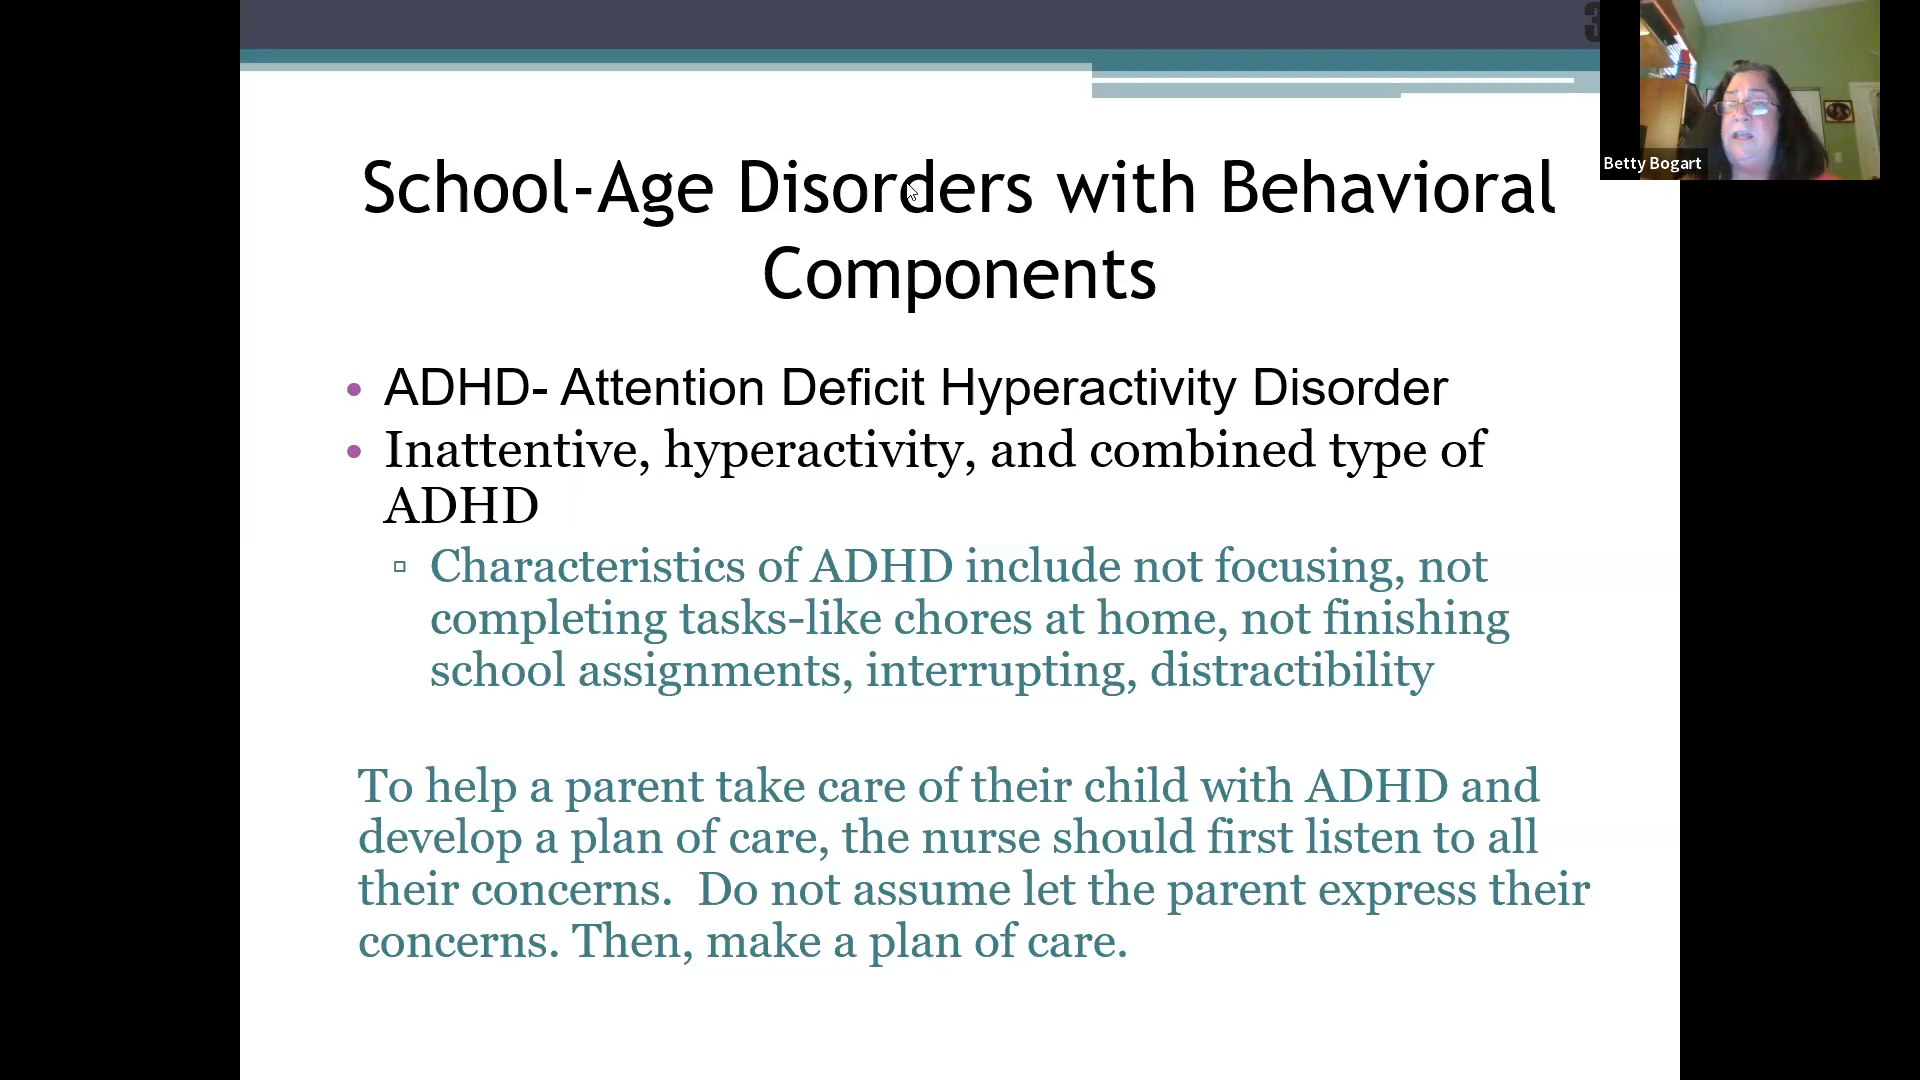 3
Betty Bogart
School-Age Disorders with Behavioral
Components
• ADHD- Attention Deficit Hyperactivity Disorder
• Inattentive, hyperactivity, and combined type of
ADHD
▫ Characteristics of ADHD include not focusing, not
completing tasks-like chores at home, not finishing
school assignments, interrupting, distractibility
To help a parent take care of their child with ADHD and
develop a plan of care, the nurse should first listen to all
their concerns.  Do not assume let the parent express their
concerns. Then, make a plan of care.